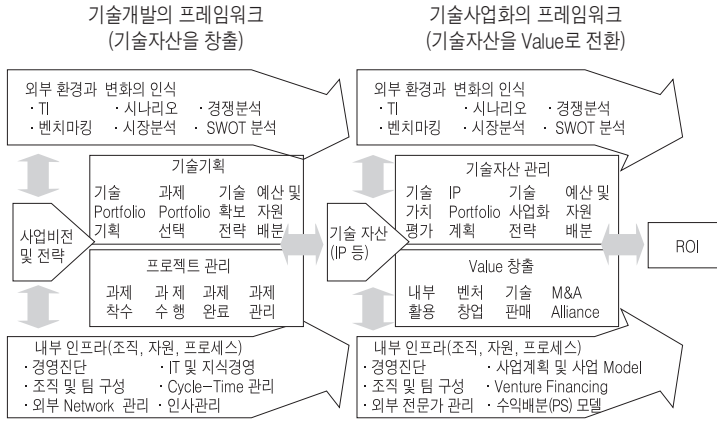 기술개발의 프레임워크
(기술자산을 창출)
외부 환경과 변화의 인식
· TI · 시나리오 · 경쟁분석
· 벤치마킹 · 시장분석 · SWOT 분석
기술기획
기술 과제 기술 예산 및
Portfolio Portfolio 확보 자원
기획 선택 전략 배분
사업비전
및 전략
프로젝트 관리
과제 과 제 과제 과제
착수 수 행 완료 관리
내부 인프라(조직, 자원, 프로세스)
· 경영진단 · IT 및 지식경영
· 조직 및 팀 구성 · Cycle-Time 관리
· 외부 Network 관리 · 인사관리
기술사업화의 프레임워크
(기술자산을 Value로 전환)
외부 환경과 변화의 인식
· TI · 시나리오 · 경쟁분석
· 벤치마킹 · 시장분석 · SWOT 분석
기술자산 관리
기술 IP 기술 예산 및
가치 Portfolio 사업화 자원
평가 계획 전략 배분
기술 자산
(IP 등)
Value 창출
내부 벤처 기술 M&A
활용 창업 판매 Alliance
내부 인프라(조직, 자원, 프로세스)
· 경영진단 · 사업계획 및 사업 Model
· 조직 및 팀 구성 · Venture Financing
· 외부 전문가 관리 · 수익배분(PS) 모델
ROI